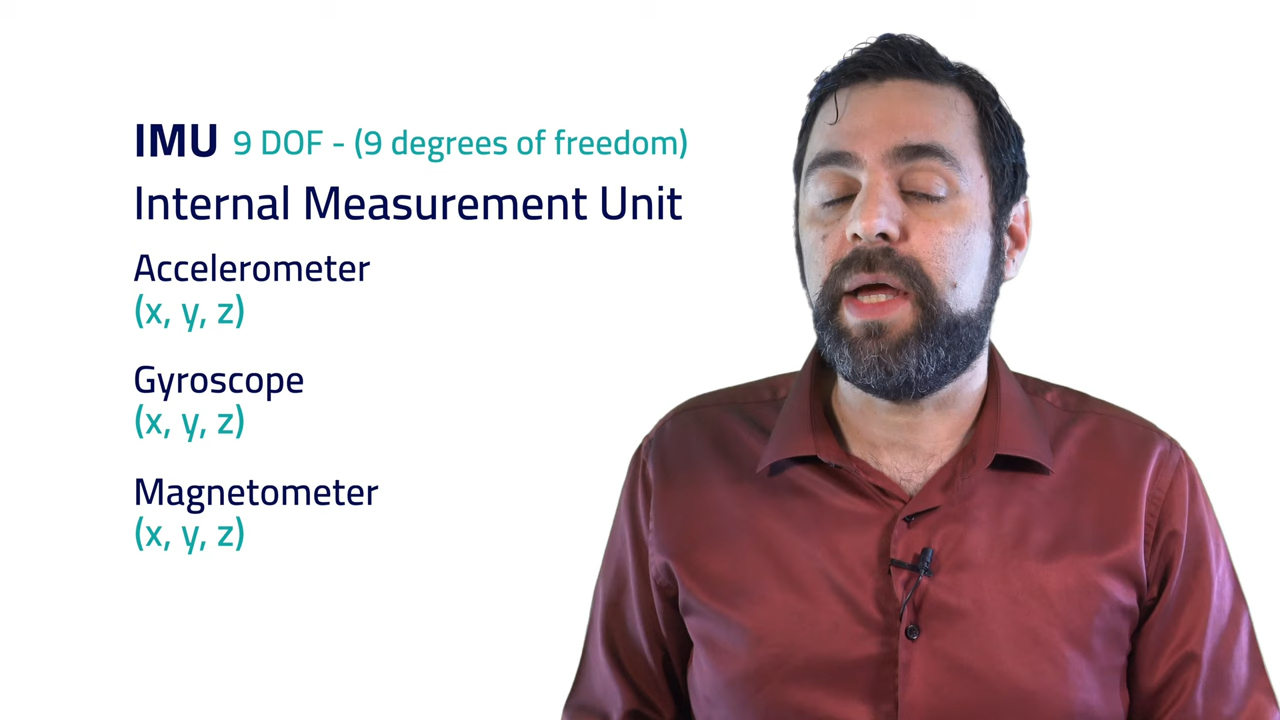 IMU 9 DOF - (9 degrees of freedom)
Internal Measurement Unit
Accelerometer
(x, y, z)
Gyroscope
(x, y, z)
Magnetometer
(x, y, z)